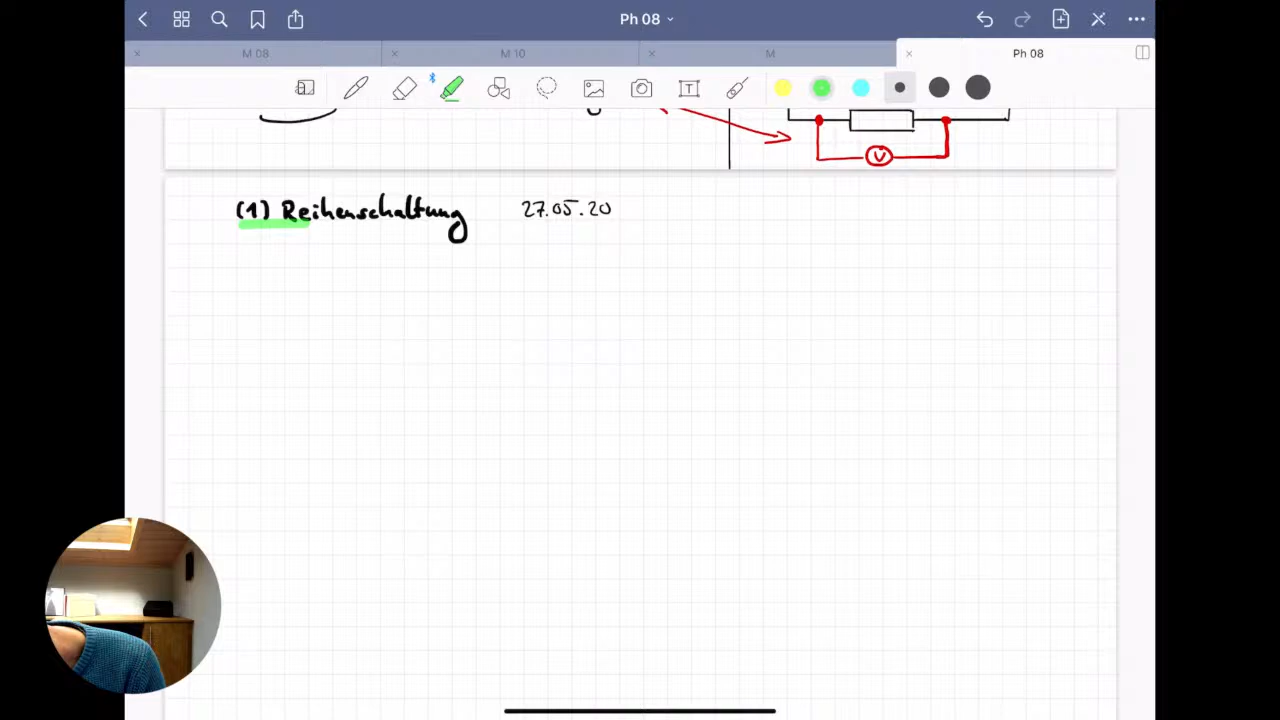 Ph 08
M 08
M 10
M
Ph 08
T
V
(1) Reihenschaltung 27.05.20